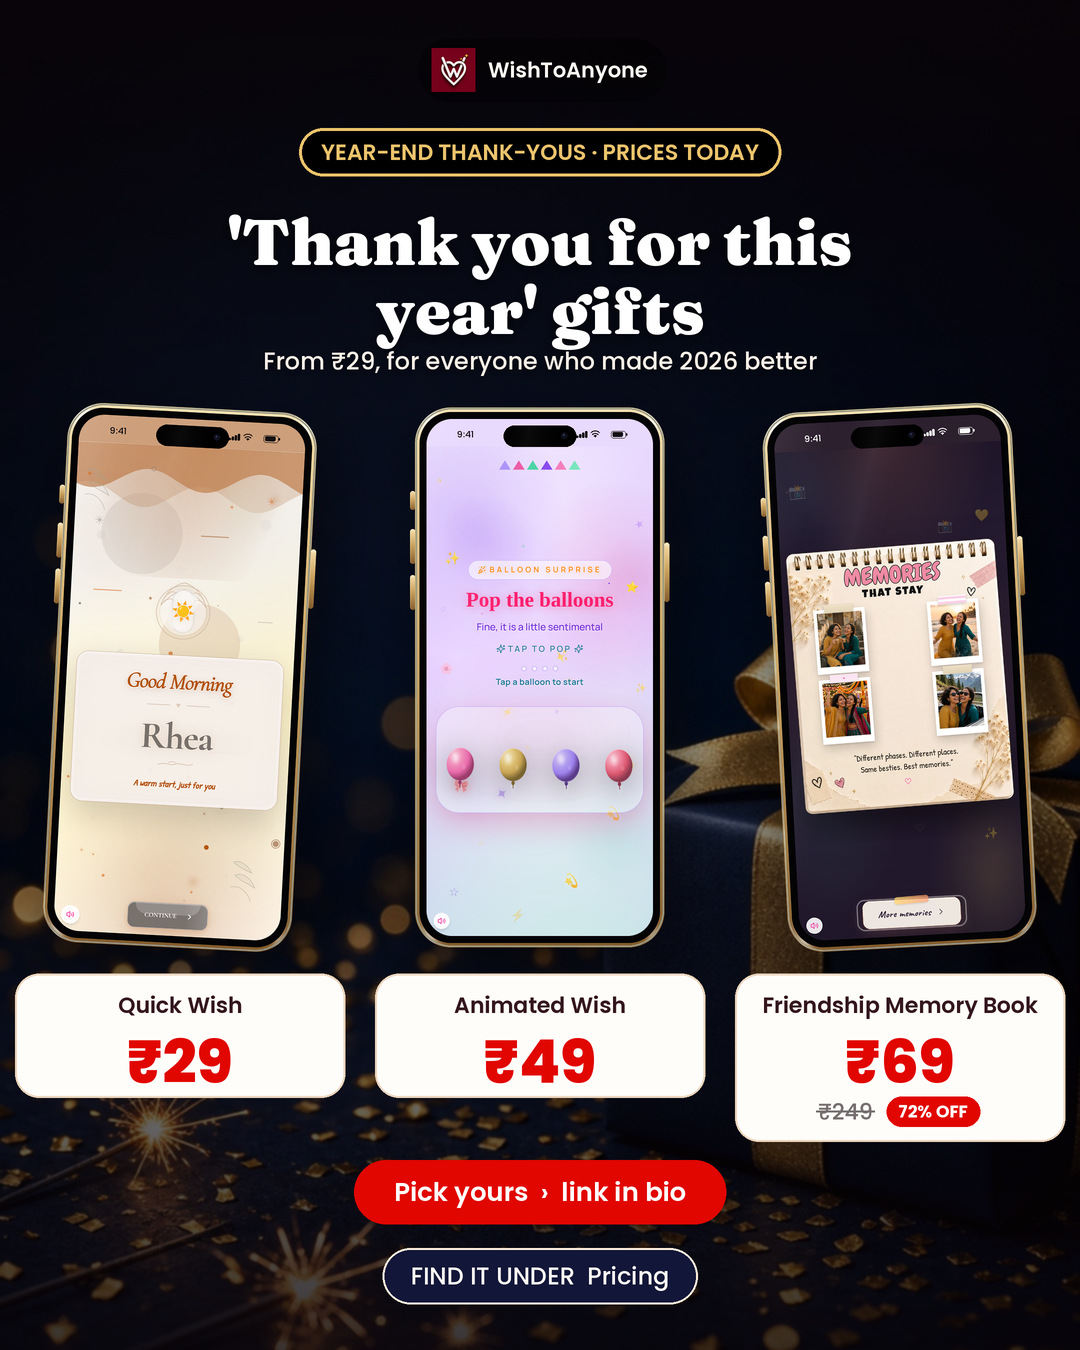 WishToAnyone
YEAR-END THANK-YOUS · PRICES TODAY
'Thank you for this
year' gifts
From ₹29, for everyone who made 2026 better
9:41
Good Morning
Rhea
A warm start, just for you
CONTINUE ›
9:41
BALLOON SURPRISE
Pop the balloons
Fine, it is a little sentimental
TAP TO POP
Tap a balloon to start
9:41
MEMORIES
THAT STAY
"Different phases. Different places.
Same besties. Best memories."
More memories ›
Quick Wish
₹29
Animated Wish
₹49
Friendship Memory Book
₹69
₹249 72% OFF
Pick yours › link in bio
FIND IT UNDER Pricing